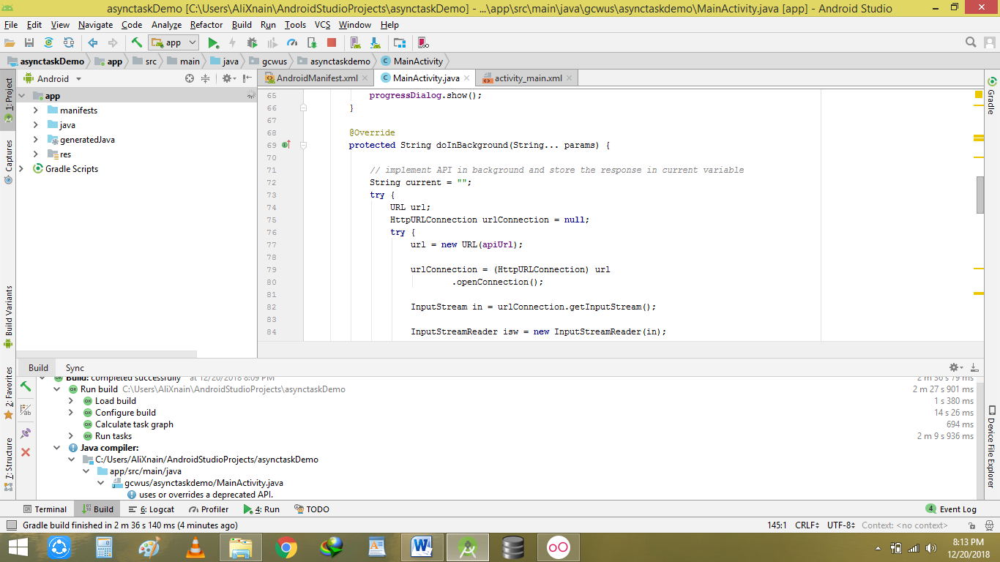 asynctaskDemo [C:\Users\AliXnain\AndroidStudioProjects\asynctaskDemo] - ...\app\src\main\java\gcwus\asynctaskdemo\MainActivity.java [app] - Android Studio
File Edit View Navigate Code Analyze Refactor Build Run Tools VCS Window Help
app
asynctaskDemo app src main java gcwus asynctaskdemo MainActivity
Android
AndroidManifest.xml MainActivity.java activity_main.xml
1: Project
Captures
Build Variants
2: Favorites
7: Structure
app
manifests
java
generatedJava
res
Gradle Scripts
65 progressDialog.show();
66 }
67
68 @Override
69 protected String doInBackground(String... params) {
70
71 // implement API in background and store the response in current variable
72 String current = "";
73 try {
74 URL url;
75 HttpURLConnection urlConnection = null;
76 try {
77 url = new URL(apiUrl);
78
79 urlConnection = (HttpURLConnection) url
80 .openConnection();
81
82 InputStream in = urlConnection.getInputStream();
83
84 InputStreamReader isw = new InputStreamReader(in);
Gradle
Device File Explorer
Build Sync
Build: completed successfully at 12/20/2018 8:09 PM 2 m 36 s 79 ms
Run build C:\Users\AliXnain\AndroidStudioProjects\asynctaskDemo 2 m 27 s 901 ms
Load build 1 s 380 ms
Configure build 14 s 26 ms
Calculate task graph 694 ms
Run tasks 2 m 9 s 936 ms
Java compiler:
C:/Users/AliXnain/AndroidStudioProjects/asynctaskDemo
app/src/main/java
gcwus/asynctaskdemo/MainActivity.java
uses or overrides a deprecated API.
Terminal Build 6: Logcat Profiler 4: Run TODO 4 Event Log
Gradle build finished in 2 m 36 s 140 ms (4 minutes ago) 145:1 CRLF UTF-8 Context: <no context>
8:13 PM
12/20/2018